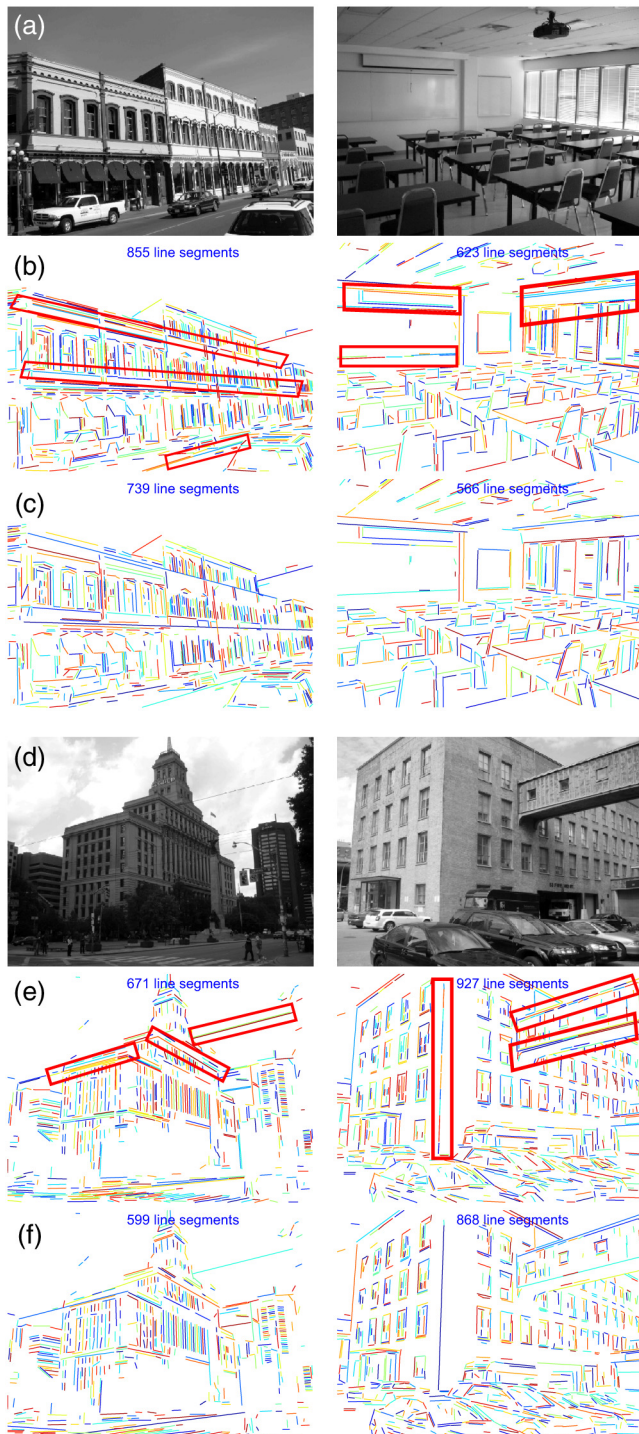 (a)
(b)
855 line segments
623 line segments
(c)
739 line segments
566 line segments
(d)
(e)
671 line segments
927 line segments
(f)
599 line segments
868 line segments